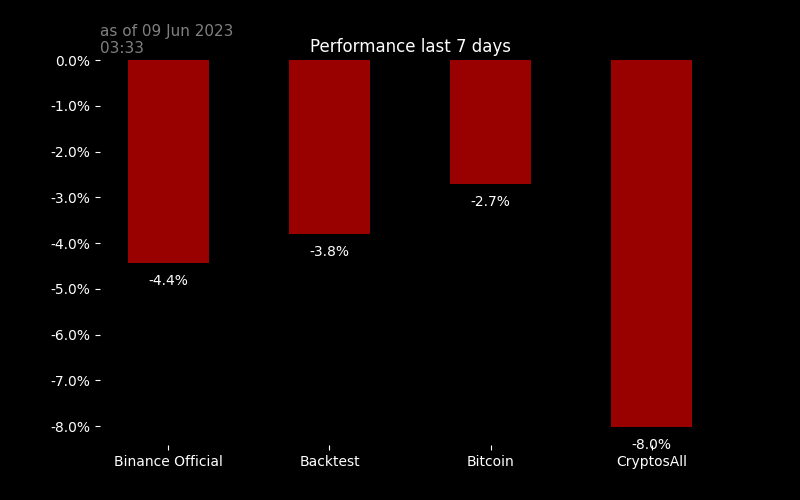 as of 09 Jun 2023
03:33
Performance last 7 days
0.0%
-1.0%
-2.0%
-3.0%
-4.0%
-5.0%
-6.0%
-7.0%
-8.0%
-4.4%
-3.8%
-2.7%
-8.0%
Binance Official
Backtest
Bitcoin
CryptosAll